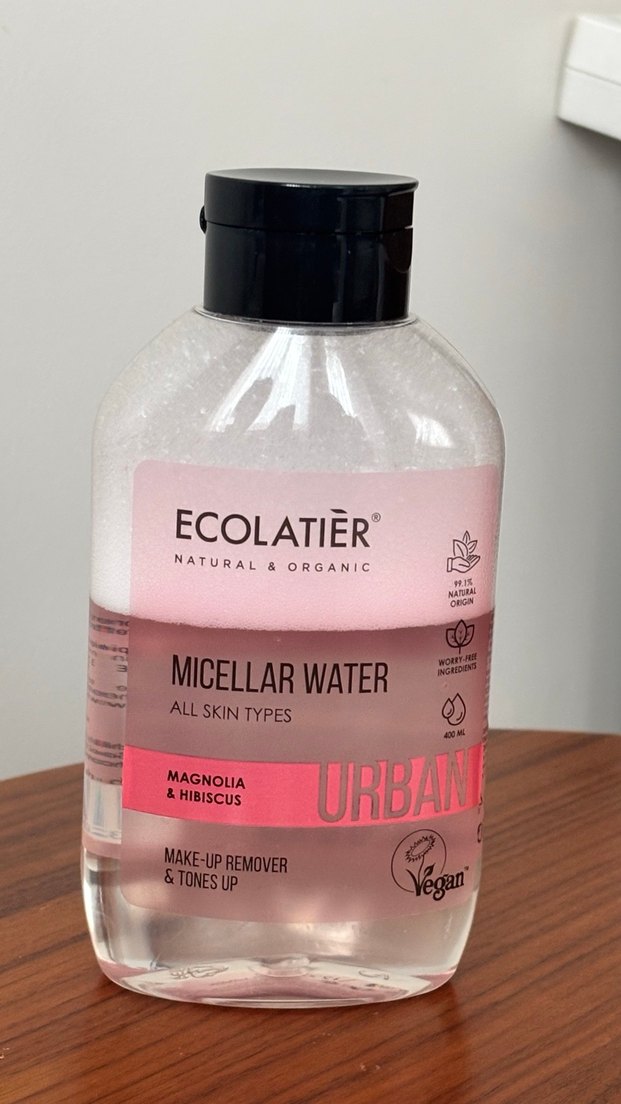 ECOLATIÈR®
NATURAL & ORGANIC
99.1%
NATURAL
ORIGIN
WORRY-FREE
INGREDIENTS
MICELLAR WATER
ALL SKIN TYPES
400 ML
MAGNOLIA
& HIBISCUS
URBAN
MAKE-UP REMOVER
& TONES UP
Vegan™